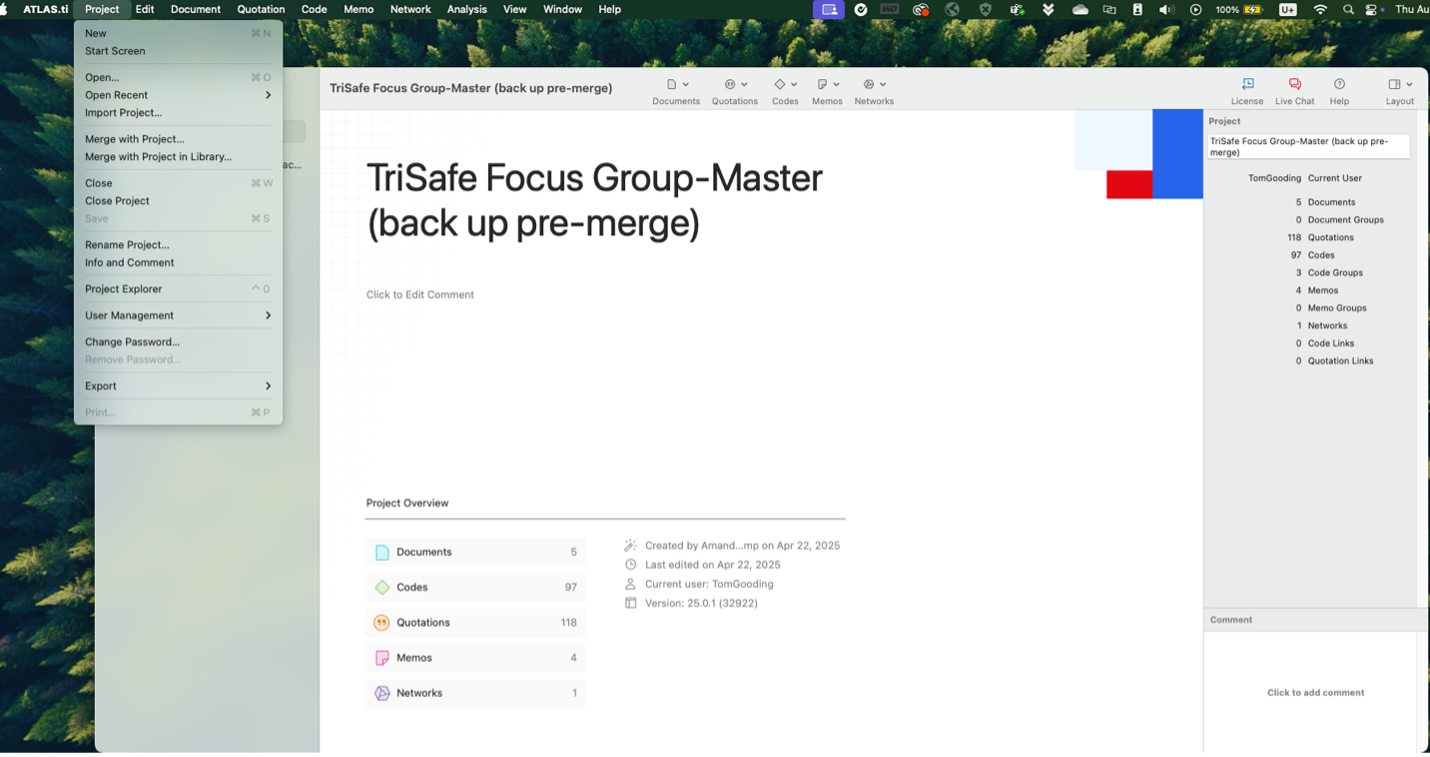 ATLAS.ti Project Edit Document Quotation Code Memo Network Analysis View Window Help 100% U+ Thu Au
New ⌘ N
Start Screen
Open... ⌘ O
Open Recent
Import Project...
Merge with Project...
Merge with Project in Library...
Close ⌘ W
Close Project
Save ⌘ S
Rename Project...
Info and Comment
Project Explorer ⌃ O
User Management
Change Password...
Remove Password...
Export
Print... ⌘ P
ac...
TriSafe Focus Group-Master (back up pre-merge)
Documents Quotations Codes Memos Networks
License Live Chat Help Layout
TriSafe Focus Group-Master
(back up pre-merge)
Click to Edit Comment
Project Overview
Documents 5
Codes 97
Quotations 118
Memos 4
Networks 1
Created by Amand...mp on Apr 22, 2025
Last edited on Apr 22, 2025
Current user: TomGooding
Version: 25.0.1 (32922)
Project
TriSafe Focus Group-Master (back up pre-
merge)
TomGooding Current User
5 Documents
0 Document Groups
118 Quotations
97 Codes
3 Code Groups
4 Memos
0 Memo Groups
1 Networks
0 Code Links
0 Quotation Links
Comment
Click to add comment